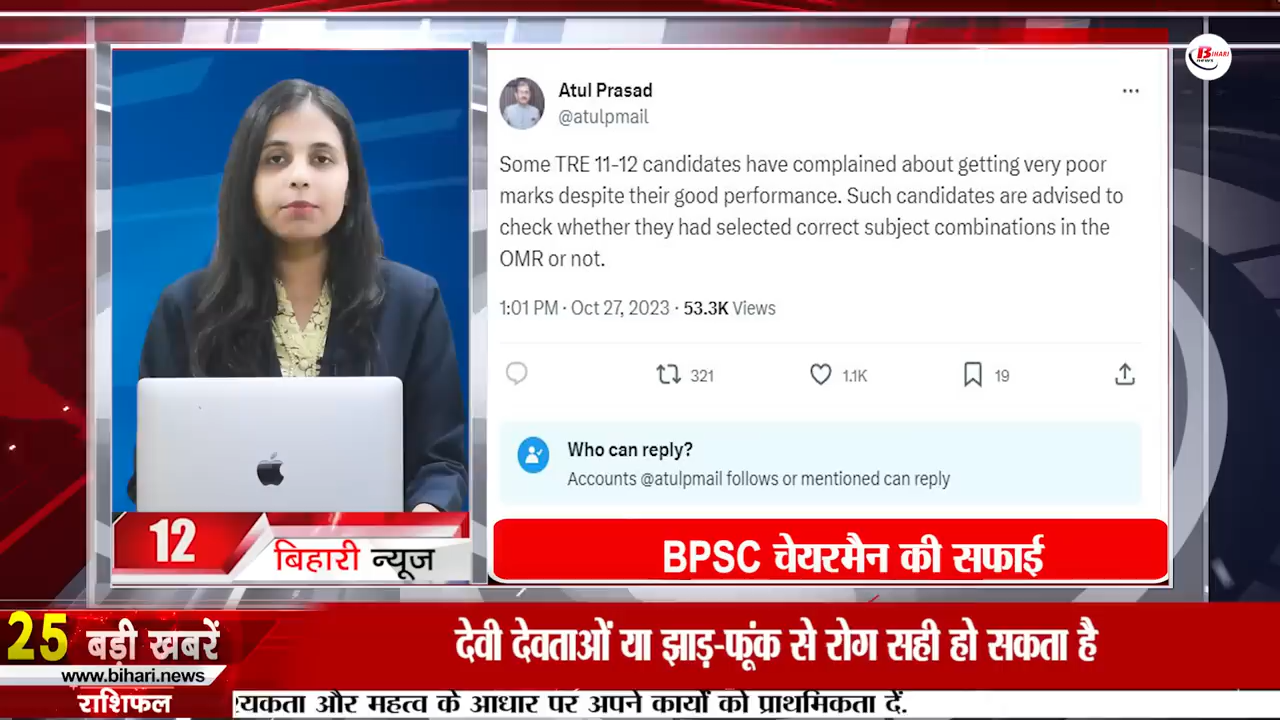 BIHARI
news
Atul Prasad
@atulpmail
Some TRE 11-12 candidates have complained about getting very poor
marks despite their good performance. Such candidates are advised to
check whether they had selected correct subject combinations in the
OMR or not.
1:01 PM · Oct 27, 2023 · 53.3K Views
321 1.1K 19
Who can reply?
Accounts @atulpmail follows or mentioned can reply
12
बिहारी न्यूज
BPSC चेयरमैन की सफाई
25 बड़ी खबरें
www.bihari.news
देवी देवताओं या झाड़-फूंक से रोग सही हो सकता है
राशिफल
और महत्व के आधार पर अपने कार्यों को प्राथमिकता दें.